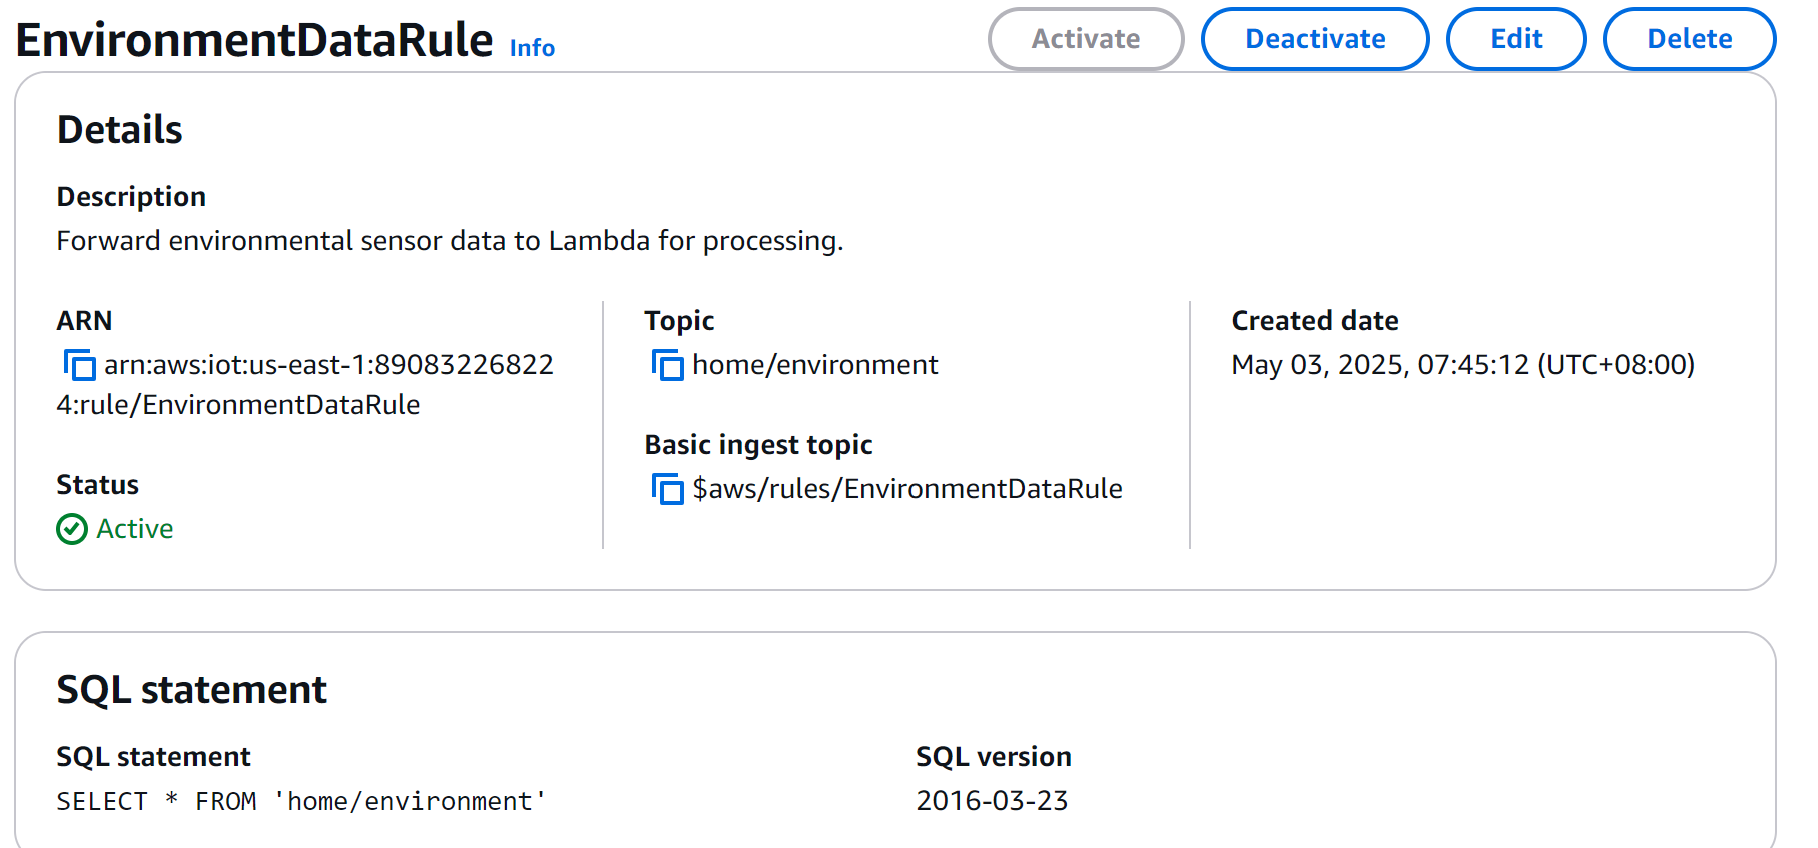 EnvironmentDataRule Info
Activate Deactivate Edit Delete
Details
Description
Forward environmental sensor data to Lambda for processing.
ARN
arn:aws:iot:us-east-1:89083226822
4:rule/EnvironmentDataRule
Status
Active
Topic
home/environment
Basic ingest topic
$aws/rules/EnvironmentDataRule
Created date
May 03, 2025, 07:45:12 (UTC+08:00)
SQL statement
SQL statement
SELECT * FROM 'home/environment'
SQL version
2016-03-23